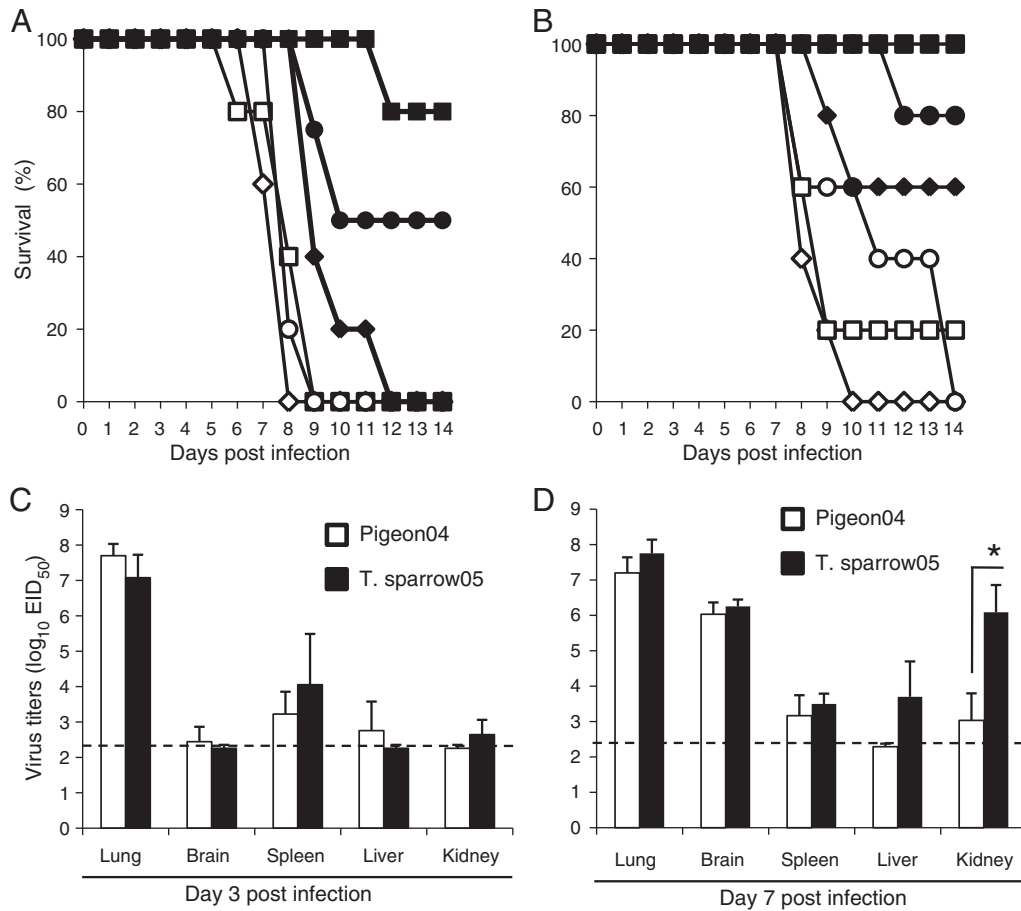 A
100
80
60
40
20
0
Survival (%)
0 1 2 3 4 5 6 7 8 9 10 11 12 13 14
Days post infection
B
100
80
60
40
20
0
0 1 2 3 4 5 6 7 8 9 10 11 12 13 14
Days post infection
C
9
8
7
6
5
4
3
2
1
0
Virus titers (log10 EID50)
Pigeon04
T. sparrow05
Lung Brain Spleen Liver Kidney
Day 3 post infection
D
9
8
7
6
5
4
3
2
1
0
Pigeon04
T. sparrow05
*
Lung Brain Spleen Liver Kidney
Day 7 post infection